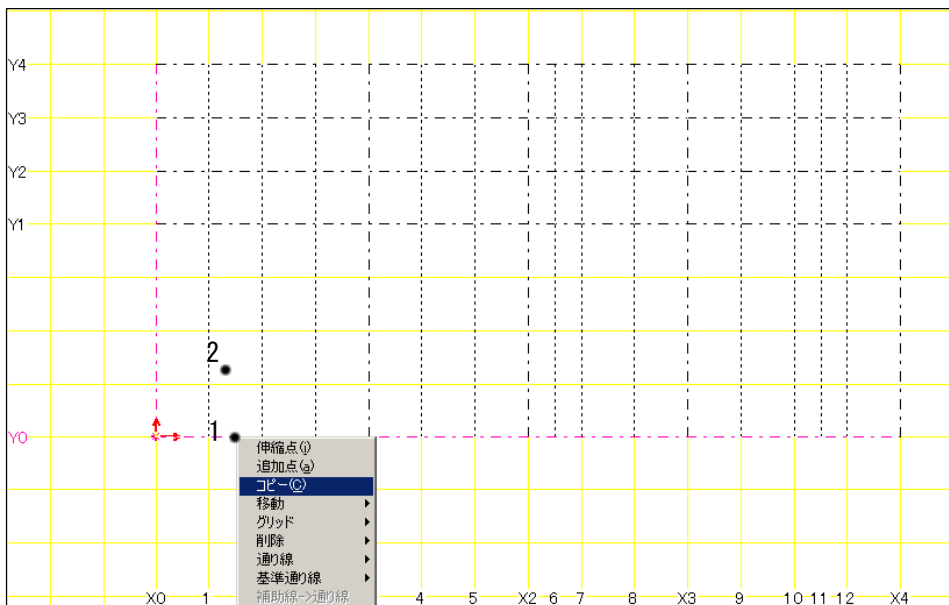 Y4
Y3
Y2
Y1
2
Y0
1
伸縮点(i)
追加点(a)
コピー(C)
移動
グリッド
削除
通り線
基準通り線
補助線->通り線
X0 1 4 5 X2 6 7 8 X3 9 10 11 12 X4